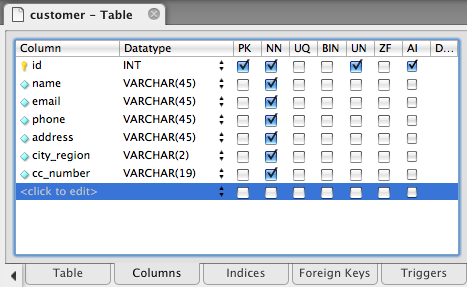 customer – Table
Column Datatype PK NN UQ BIN UN ZF AI D...
id INT
name VARCHAR(45)
email VARCHAR(45)
phone VARCHAR(45)
address VARCHAR(45)
city_region VARCHAR(2)
cc_number VARCHAR(19)
<click to edit>
Table Columns Indices Foreign Keys Triggers